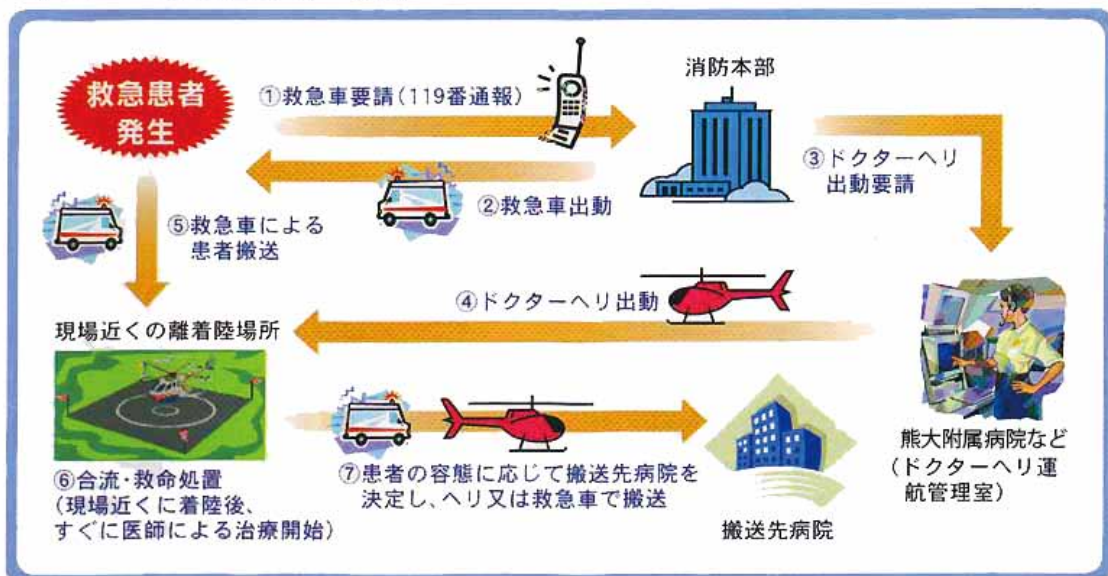 救急患者
発生
①救急車要請(119番通報)
消防本部
②救急車出動
③ドクターヘリ
出動要請
⑤救急車による
患者搬送
④ドクターヘリ出動
現場近くの離着陸場所
熊大附属病院など
(ドクターヘリ運
航管理室)
⑥合流・救命処置
(現場近くに着陸後、
すぐに医師による治療開始)
⑦患者の容態に応じて搬送先病院を
決定し、ヘリ又は救急車で搬送
搬送先病院